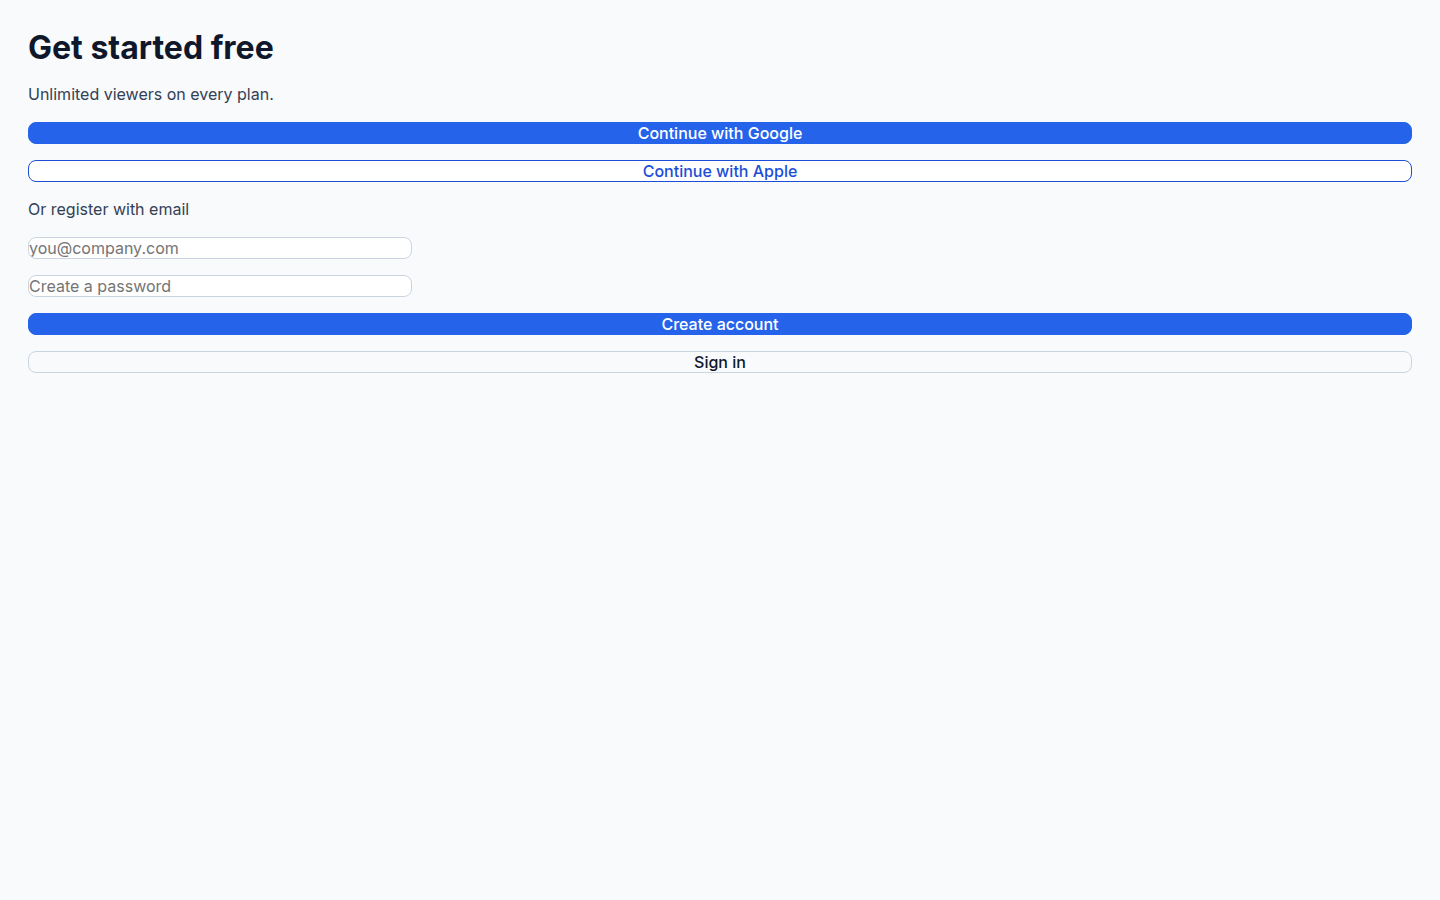 Get started free
Unlimited viewers on every plan.
Continue with Google
Continue with Apple
Or register with email
you@company.com
Create a password
Create account
Sign in